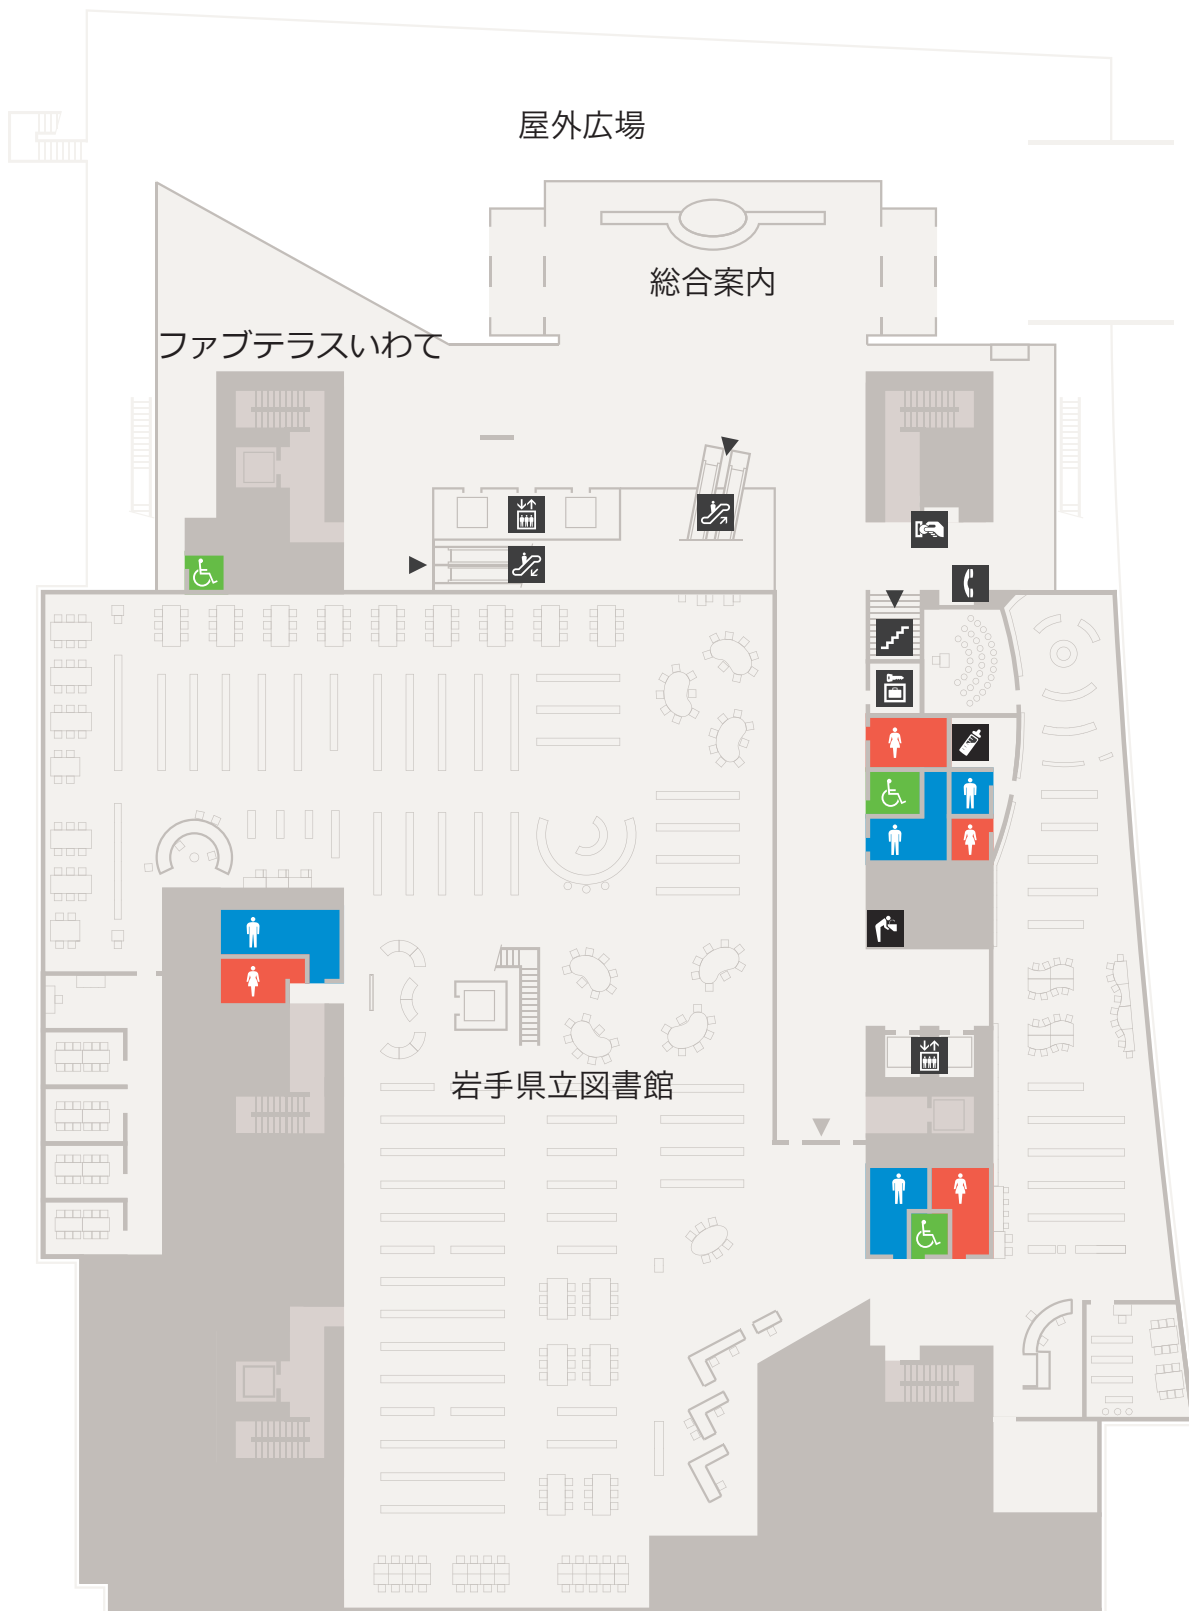 屋外広場
総合案内
ファブテラスいわて
岩手県立図書館